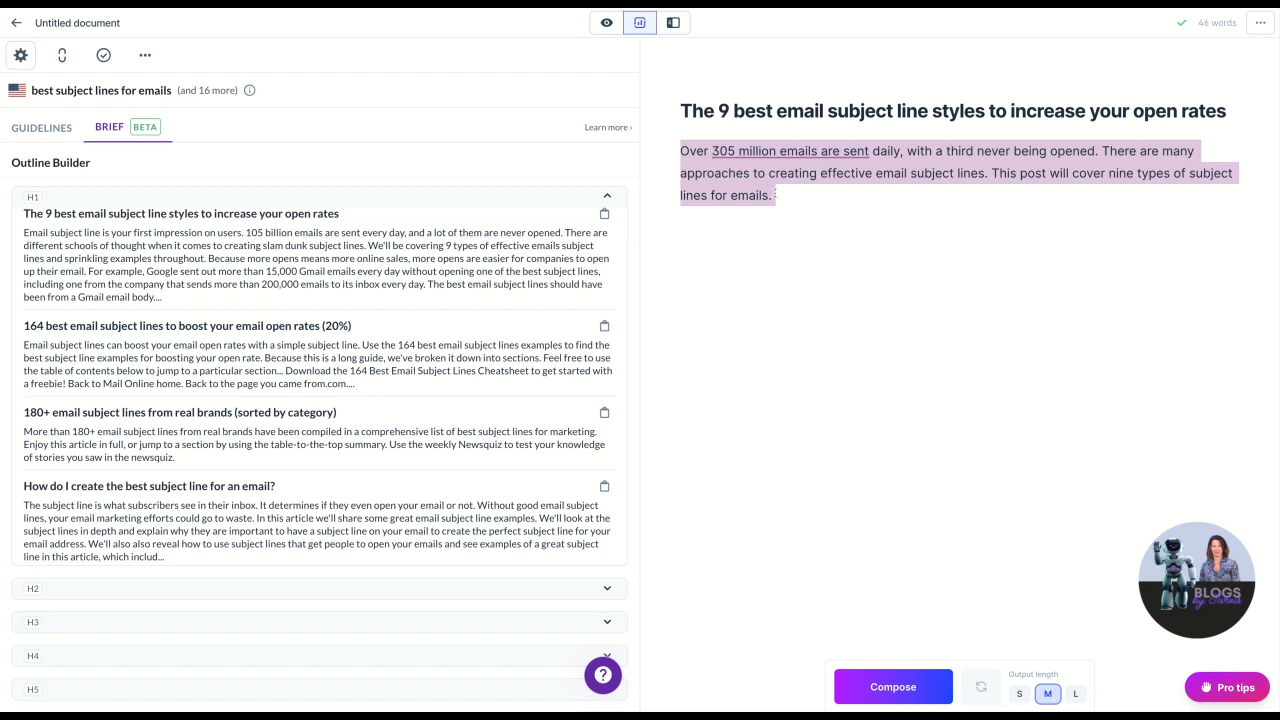 Untitled document
46 words
best subject lines for emails (and 16 more)
GUIDELINES BRIEF BETA Learn more ›
Outline Builder
H1
The 9 best email subject line styles to increase your open rates
Email subject line is your first impression on users. 105 billion emails are sent every day, and a lot of them are never opened. There are
different schools of thought when it comes to creating slam dunk subject lines. We'll be covering 9 types of effective emails subject
lines and sprinkling examples throughout. Because more opens means more online sales, more opens are easier for companies to open
up their email. For example, Google sent out more than 15,000 Gmail emails every day without opening one of the best subject lines,
including one from the company that sends more than 200,000 emails to its inbox every day. The best email subject lines should have
been from a Gmail email body....
164 best email subject lines to boost your email open rates (20%)
Email subject lines can boost your email open rates with a simple subject line. Use the 164 best email subject lines examples to find the
best subject line examples for boosting your open rate. Because this is a long guide, we've broken it down into sections. Feel free to use
the table of contents below to jump to a particular section... Download the 164 Best Email Subject Lines Cheatsheet to get started with
a freebie! Back to Mail Online home. Back to the page you came from.com....
180+ email subject lines from real brands (sorted by category)
More than 180+ email subject lines from real brands have been compiled in a comprehensive list of best subject lines for marketing.
Enjoy this article in full, or jump to a section by using the table-to-the-top summary. Use the weekly Newsquiz to test your knowledge
of stories you saw in the newsquiz.
How do I create the best subject line for an email?
The subject line is what subscribers see in their inbox. It determines if they even open your email or not. Without good email subject
lines, your email marketing efforts could go to waste. In this article we'll share some great email subject line examples. We'll look at the
subject lines in depth and explain why they are important to have a subject line on your email to create the perfect subject line for your
email address. We'll also also reveal how to use subject lines that get people to open your emails and see examples of a great subject
line in this article, which includ...
H2
H3
H4
H5
The 9 best email subject line styles to increase your open rates
Over 305 million emails are sent daily, with a third never being opened. There are many
approaches to creating effective email subject lines. This post will cover nine types of subject
lines for emails.
BLOGS
by Jarvis
Compose
Output length
S M L
Pro tips